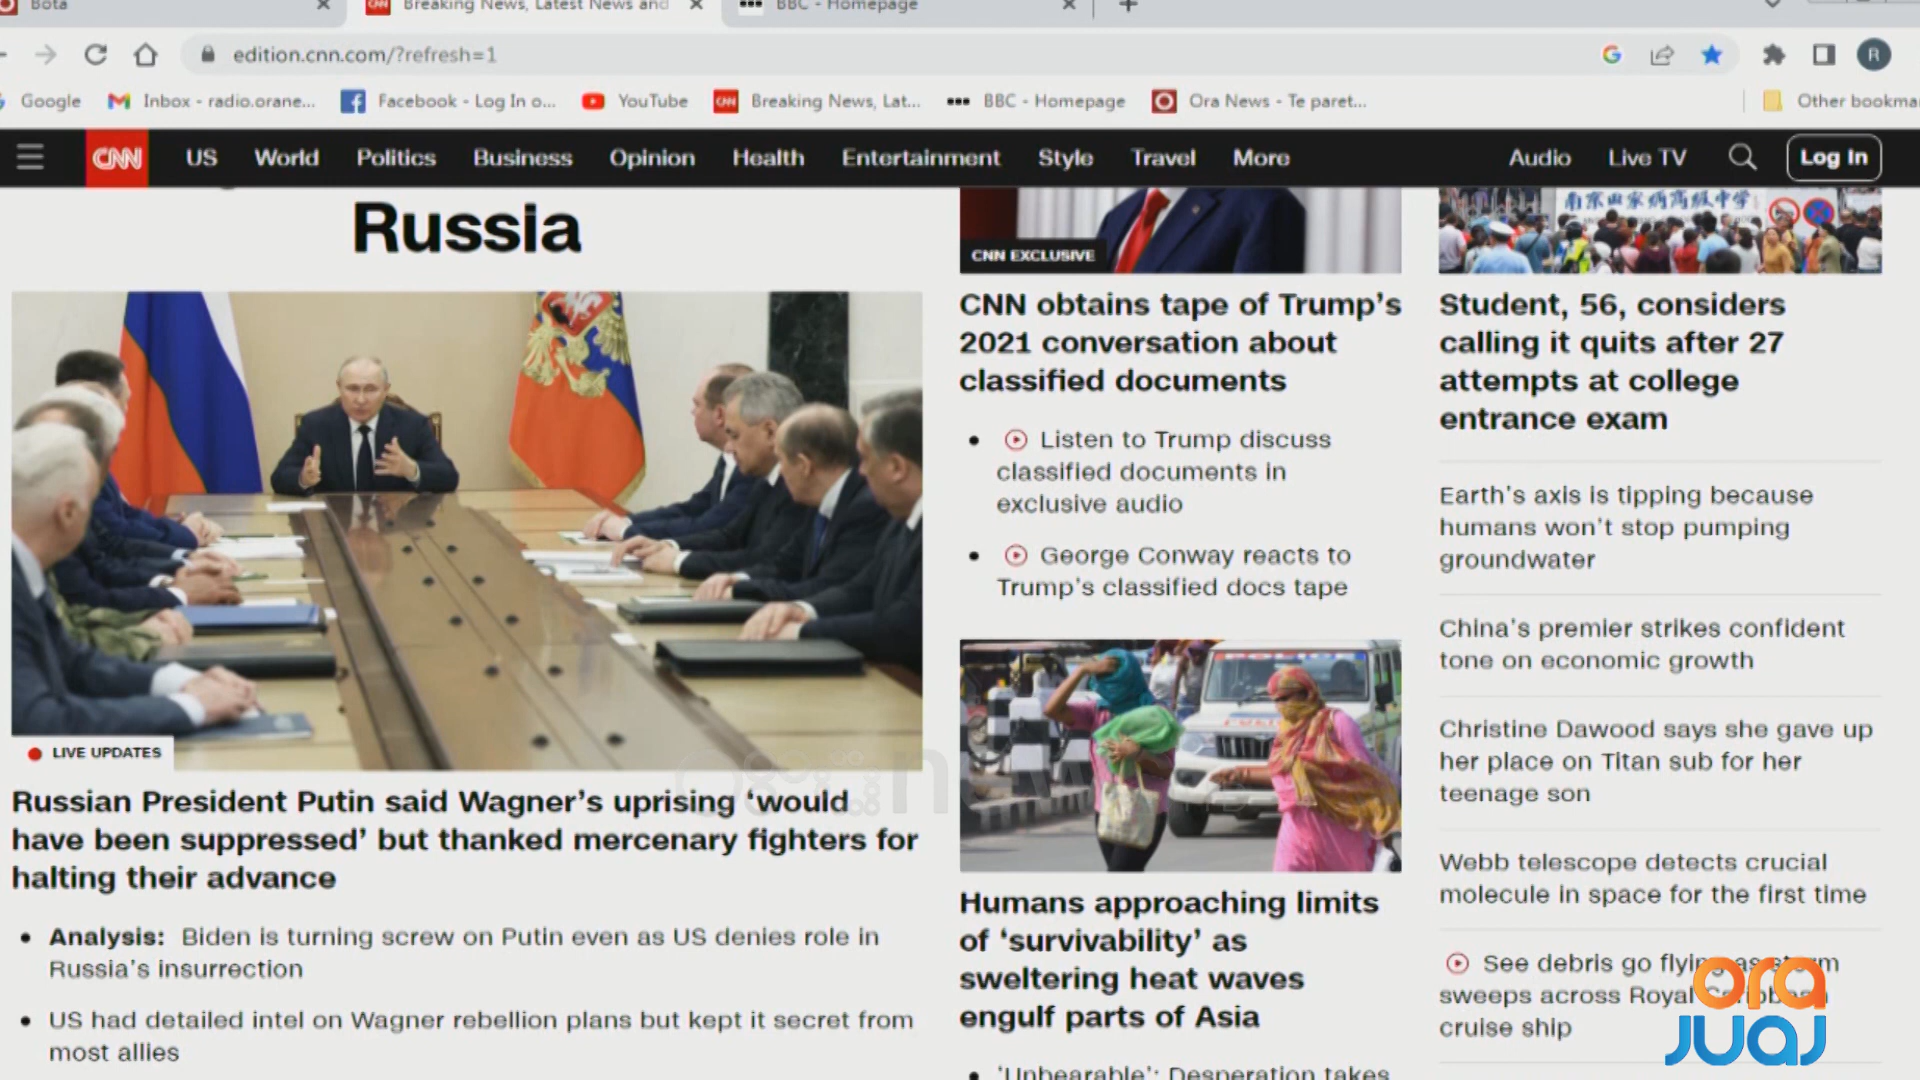 Bota
Breaking News, Latest News and
BBC - Homepage
edition.cnn.com/?refresh=1
R
Google
Inbox - radio.orane...
Facebook - Log In o...
YouTube
CNN
Breaking News, Lat...
BBC - Homepage
Ora News - Te paret...
Other bookma
CNN
US
World
Politics
Business
Opinion
Health
Entertainment
Style
Travel
More
Audio
Live TV
Log In
Russia
LIVE UPDATES
Russian President Putin said Wagner’s uprising ‘would
have been suppressed’ but thanked mercenary fighters for
halting their advance
Analysis: Biden is turning screw on Putin even as US denies role in
Russia’s insurrection
US had detailed intel on Wagner rebellion plans but kept it secret from
most allies
CNN EXCLUSIVE
CNN obtains tape of Trump’s
2021 conversation about
classified documents
Listen to Trump discuss
classified documents in
exclusive audio
George Conway reacts to
Trump’s classified docs tape
Humans approaching limits
of ‘survivability’ as
sweltering heat waves
engulf parts of Asia
‘Unbearable’: Desperation takes
Student, 56, considers
calling it quits after 27
attempts at college
entrance exam
Earth’s axis is tipping because
humans won’t stop pumping
groundwater
China’s premier strikes confident
tone on economic growth
Christine Dawood says she gave up
her place on Titan sub for her
teenage son
Webb telescope detects crucial
molecule in space for the first time
See debris go flying as storm
sweeps across Royal Caribbean
cruise ship
ora
JUAJ